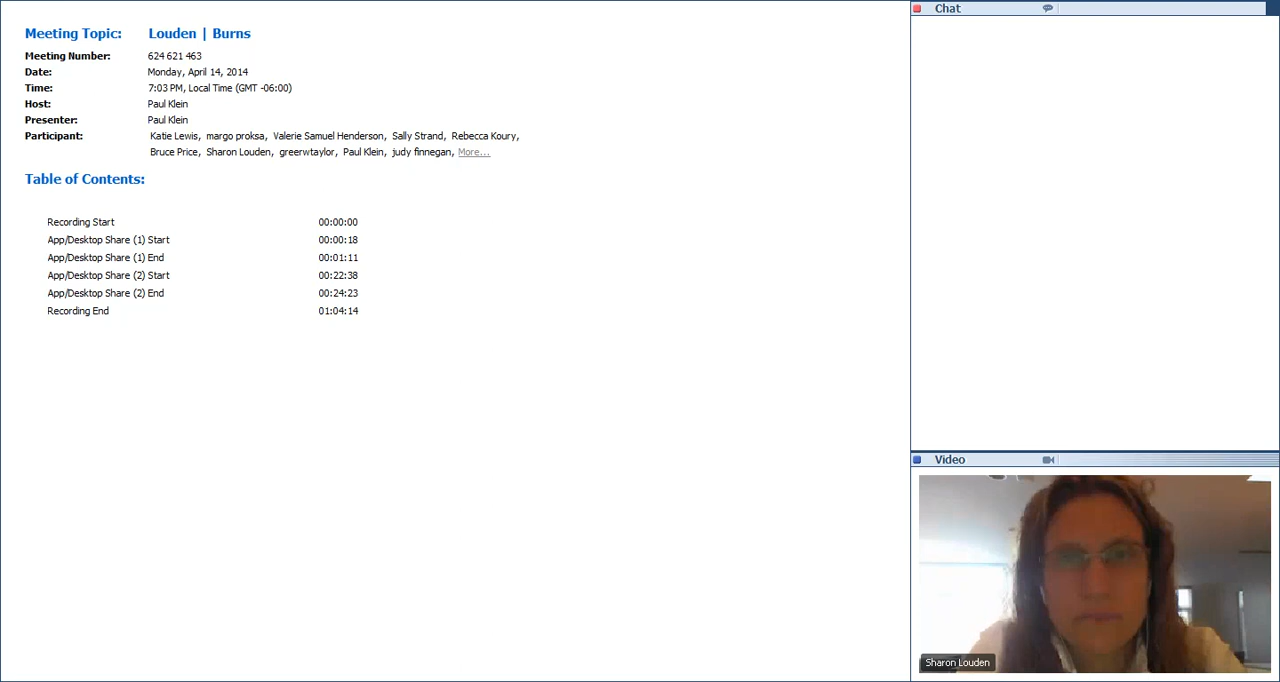 Meeting Topic: Louden | Burns
Meeting Number: 624 621 463
Date: Monday, April 14, 2014
Time: 7:03 PM, Local Time (GMT -06:00)
Host: Paul Klein
Presenter: Paul Klein
Participant: Katie Lewis, margo proksa, Valerie Samuel Henderson, Sally Strand, Rebecca Koury,
Bruce Price, Sharon Louden, greerwtaylor, Paul Klein, judy finnegan, More...
Table of Contents:
Recording Start 00:00:00
App/Desktop Share (1) Start 00:00:18
App/Desktop Share (1) End 00:01:11
App/Desktop Share (2) Start 00:22:38
App/Desktop Share (2) End 00:24:23
Recording End 01:04:14
Chat
Video
Sharon Louden